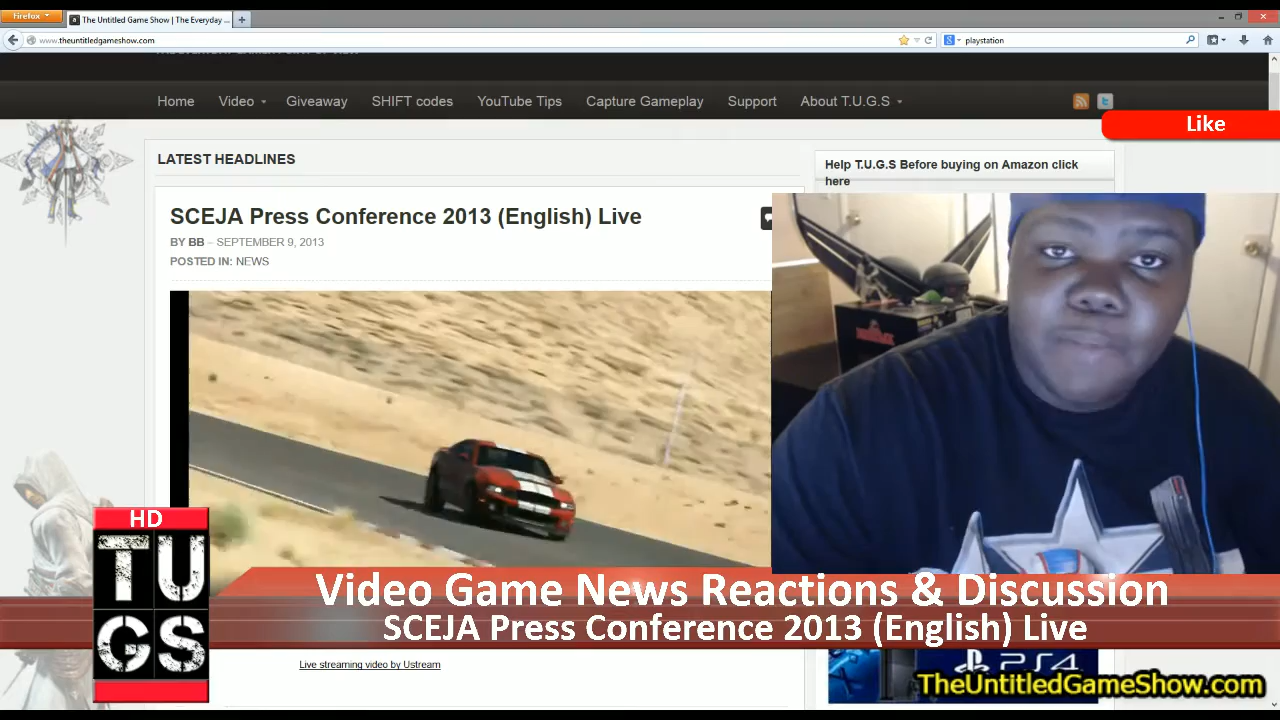 Firefox
The Untitled Game Show | The Everyday ...
www.theuntitledgameshow.com
playstation
Home Video Giveaway SHIFT codes YouTube Tips Capture Gameplay Support About T.U.G.S
Like
LATEST HEADLINES
Help T.U.G.S Before buying on Amazon click
here
SCEJA Press Conference 2013 (English) Live
BY BB – SEPTEMBER 9, 2013
POSTED IN: NEWS
HD
TU
GS
Video Game News Reactions & Discussion
SCEJA Press Conference 2013 (English) Live
Live streaming video by Ustream
PS4
TheUntitledGameShow.com